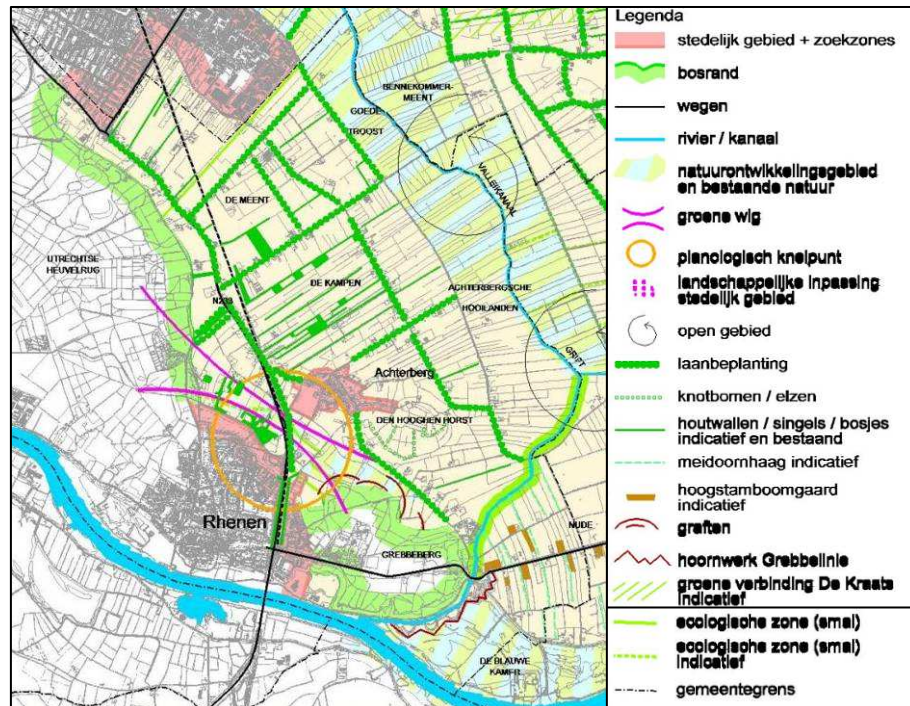 BENNEKOMMER-
MEENT
GOEDE
TROOST
VALLEIKANAAL
DE MEENT
UTRECHTSE
HEUVELRUG
DE KAMPEN
N233
ACHTERBERGSCHE
HOOILANDEN
GRIFT
Achterberg
DEN HOOGHEN HORST
Rhenen
GREBBEBERG
NUDE
DE BLAUWE
KAMER
Legenda
stedelijk gebied + zoekzones
bosrand
wegen
rivier / kanaal
natuurontwikkelingsgebied
en bestaande natuur
groene wig
planologisch knelpunt
landschappelijke inpassing
stedelijk gebied
open gebied
laanbeplanting
knotbomen / elzen
houtwallen / singels / bosjes
indicatief en bestaand
meidoornhaag indicatief
hoogstamboomgaard
indicatief
graften
hoornwerk Grebbelinie
groene verbinding De Kraats
indicatief
ecologische zone (smal)
ecologische zone (smal)
indicatief
gemeentegrens